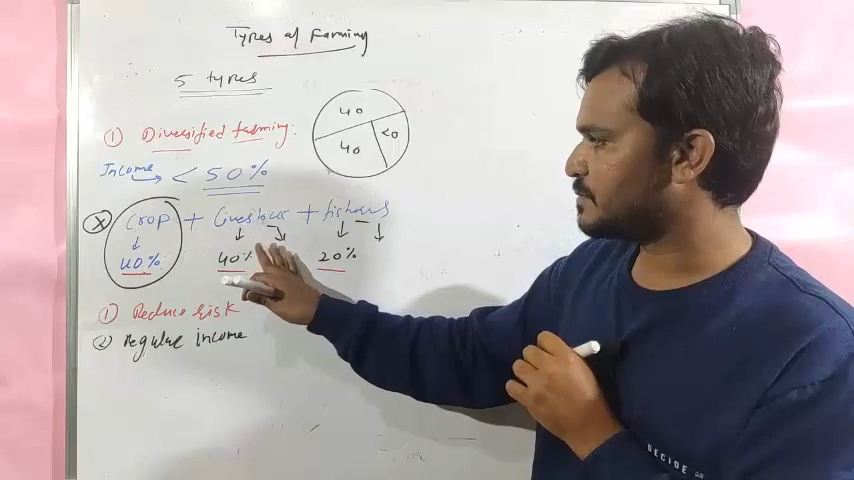 Types of Farming
5 types
① Diversified farming:
Income → < 50%
X Crop + Livestock + fisheries
40% 40% 20%
① Reduce risk
② Regular income
40
40
20
DECIDE